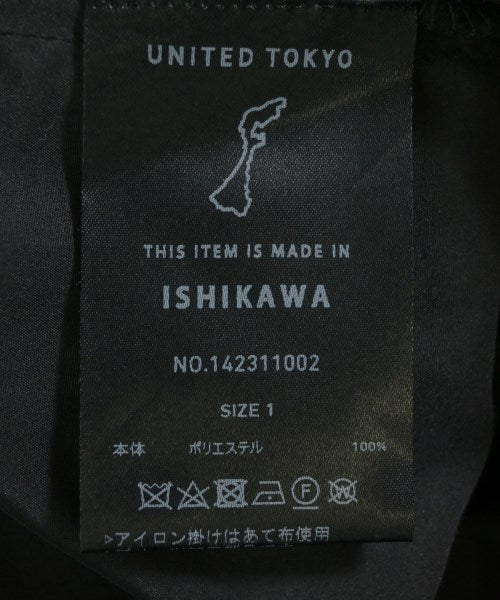 UNITED TOKYO
THIS ITEM IS MADE IN
ISHIKAWA
NO.142311002
SIZE 1
本体 ポリエステル 100%
F W
>アイロン掛けはあて布使用